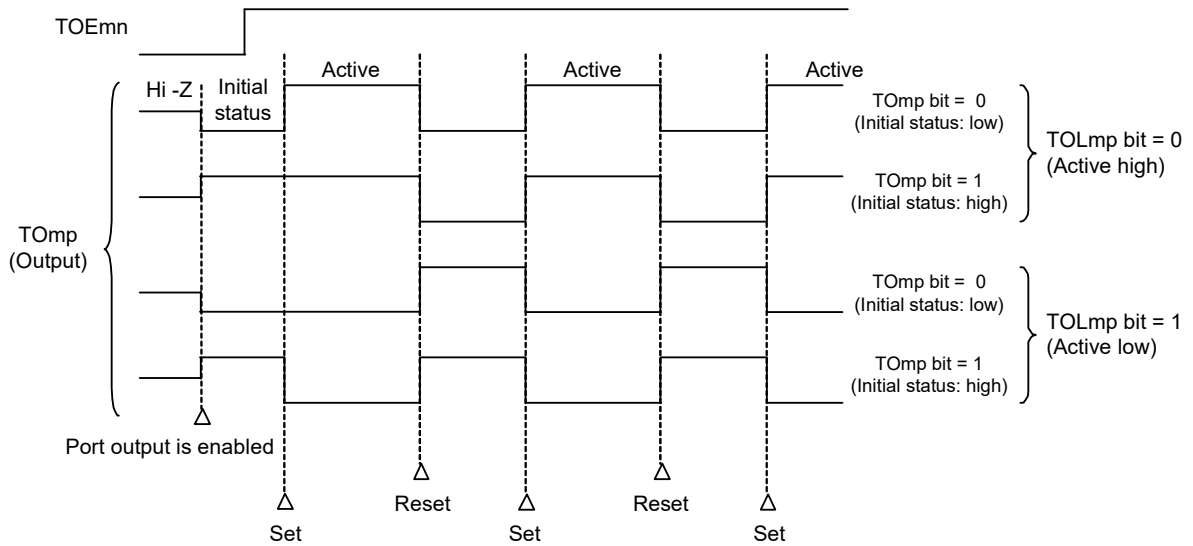 TOEmn
Active
Active
Active
Hi -Z
Initial
status
TOmp bit = 0
(Initial status: low)
TOLmp bit = 0
(Active high)
TOmp bit = 1
(Initial status: high)
TOmp
(Output)
TOmp bit = 0
(Initial status: low)
TOLmp bit = 1
(Active low)
TOmp bit = 1
(Initial status: high)
Port output is enabled
Reset
Reset
Set
Set
Set